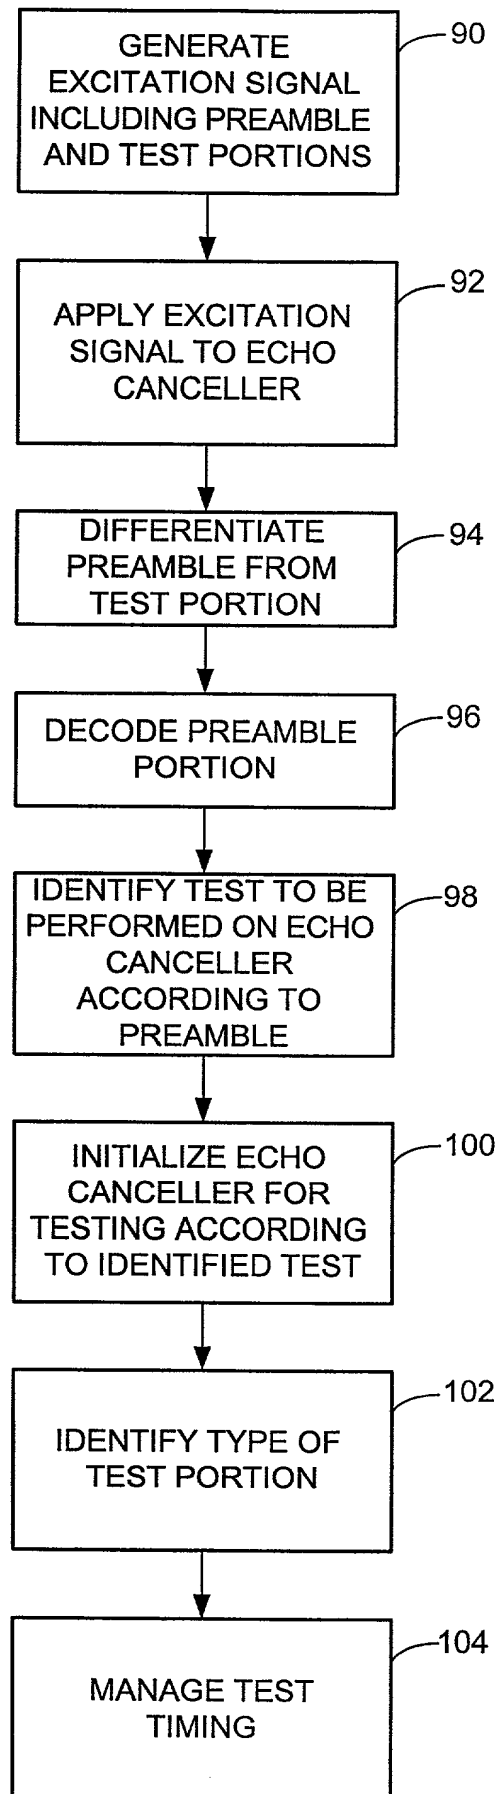 GENERATE
EXCITATION SIGNAL
INCLUDING PREAMBLE
AND TEST PORTIONS
90
APPLY EXCITATION
SIGNAL TO ECHO
CANCELLER
92
DIFFERENTIATE
PREAMBLE FROM
TEST PORTION
94
DECODE PREAMBLE
PORTION
96
IDENTIFY TEST TO BE
PERFORMED ON ECHO
CANCELLER
ACCORDING TO
PREAMBLE
98
INITIALIZE ECHO
CANCELLER FOR
TESTING ACCORDING
TO IDENTIFIED TEST
100
IDENTIFY TYPE OF
TEST PORTION
102
MANAGE TEST
TIMING
104